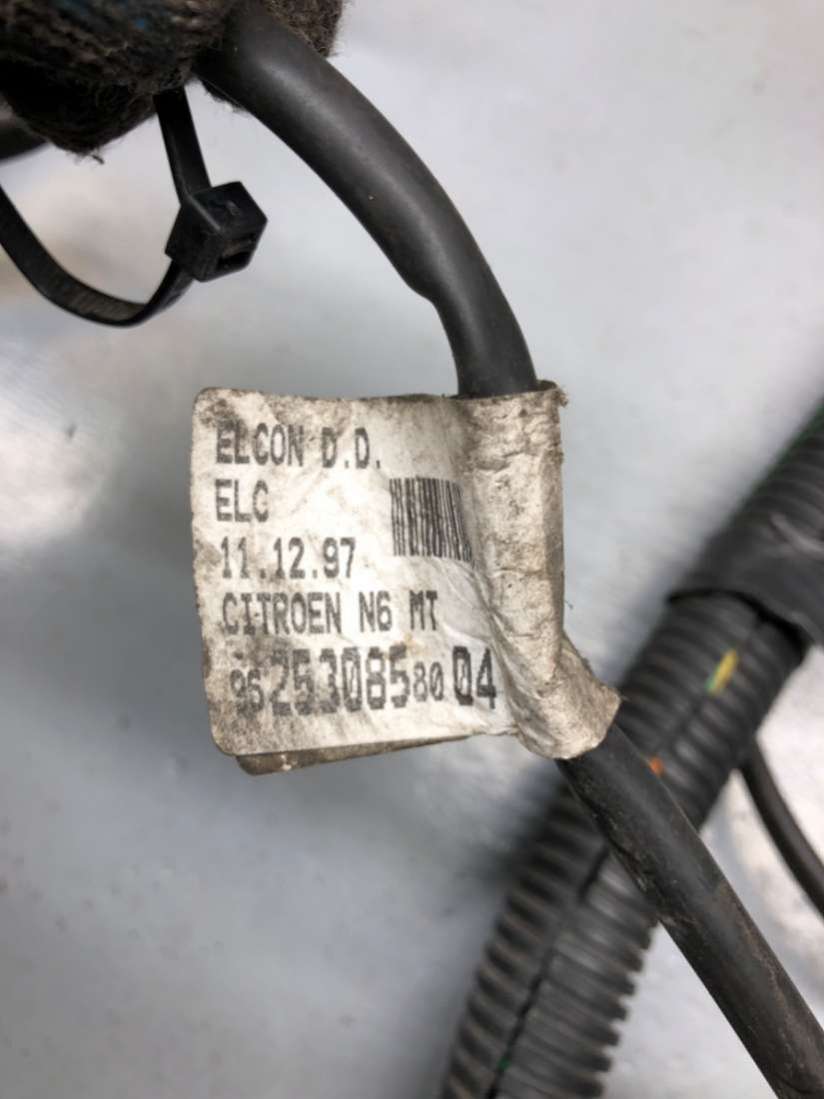 ELCON D.D.
ELC
11.12.97
CITROEN N6 MT
9625308580 04